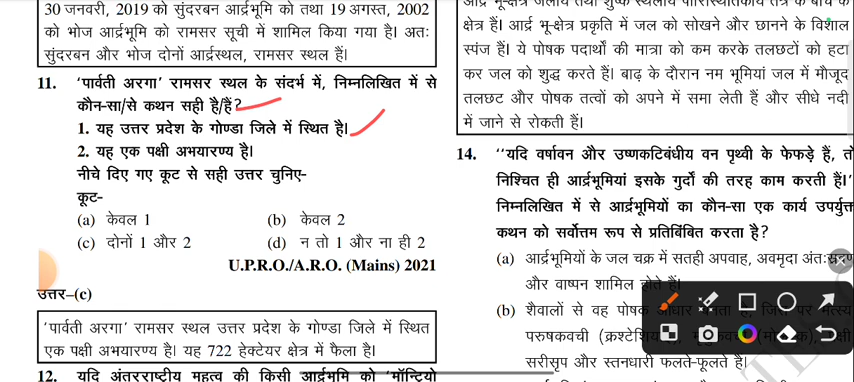 30 जनवरी, 2019 को सुंदरबन आर्द्रभूमि को तथा 19 अगस्त, 2002
को भोज आर्द्रभूमि को रामसर सूची में शामिल किया गया है। अतः
सुंदरबन और भोज दोनों आर्द्रस्थल, रामसर स्थल हैं।
11. ‘पार्वती अरगा’ रामसर स्थल के संदर्भ में, निम्नलिखित में से
कौन-सा/से कथन सही है/हैं?
1. यह उत्तर प्रदेश के गोण्डा जिले में स्थित है।
2. यह एक पक्षी अभयारण्य है।
नीचे दिए गए कूट से सही उत्तर चुनिए-
कूट-
(a) केवल 1 (b) केवल 2
(c) दोनों 1 और 2 (d) न तो 1 और ना ही 2
U.P.R.O./A.R.O. (Mains) 2021
उत्तर–(c)
‘पार्वती अरगा’ रामसर स्थल उत्तर प्रदेश के गोण्डा जिले में स्थित
एक पक्षी अभयारण्य है। यह 722 हेक्टेयर क्षेत्र में फैला है।
12. यदि अंतरराष्ट्रीय महत्व की किसी आर्द्रभूमि को ‘मॉन्ट्रियो
क्षेत्र हैं। आर्द्र भू-क्षेत्र प्रकृति में जल को सोखने और छानने के विशाल
स्पंज हैं। ये पोषक पदार्थों की मात्रा को कम करके तलछटों को हटा
कर जल को शुद्ध करते हैं। बाढ़ के दौरान नम भूमियां जल में मौजूद
तलछट और पोषक तत्वों को अपने में समा लेती हैं और सीधे नदी
में जाने से रोकती हैं।
14. ‘‘यदि वर्षावन और उष्णकटिबंधीय वन पृथ्वी के फेफड़े हैं, तो
निश्चित ही आर्द्रभूमियां इसके गुर्दों की तरह काम करती हैं।’
निम्नलिखित में से आर्द्रभूमियों का कौन-सा एक कार्य उपर्युक्त
कथन को सर्वोत्तम रूप से प्रतिबिंबित करता है?
(a) आर्द्रभूमियों के जल चक्र में सतही अपवाह, अवमृदा
और वाष्पन शामिल होते हैं।
(b) शैवालों से वह पोषक
परुषकवची
सरीसृप और स्तनधारी फलते-फूलते है।